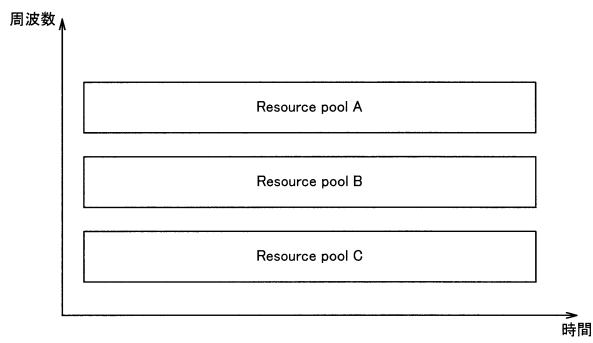 周波数
Resource pool A
Resource pool B
Resource pool C
時間